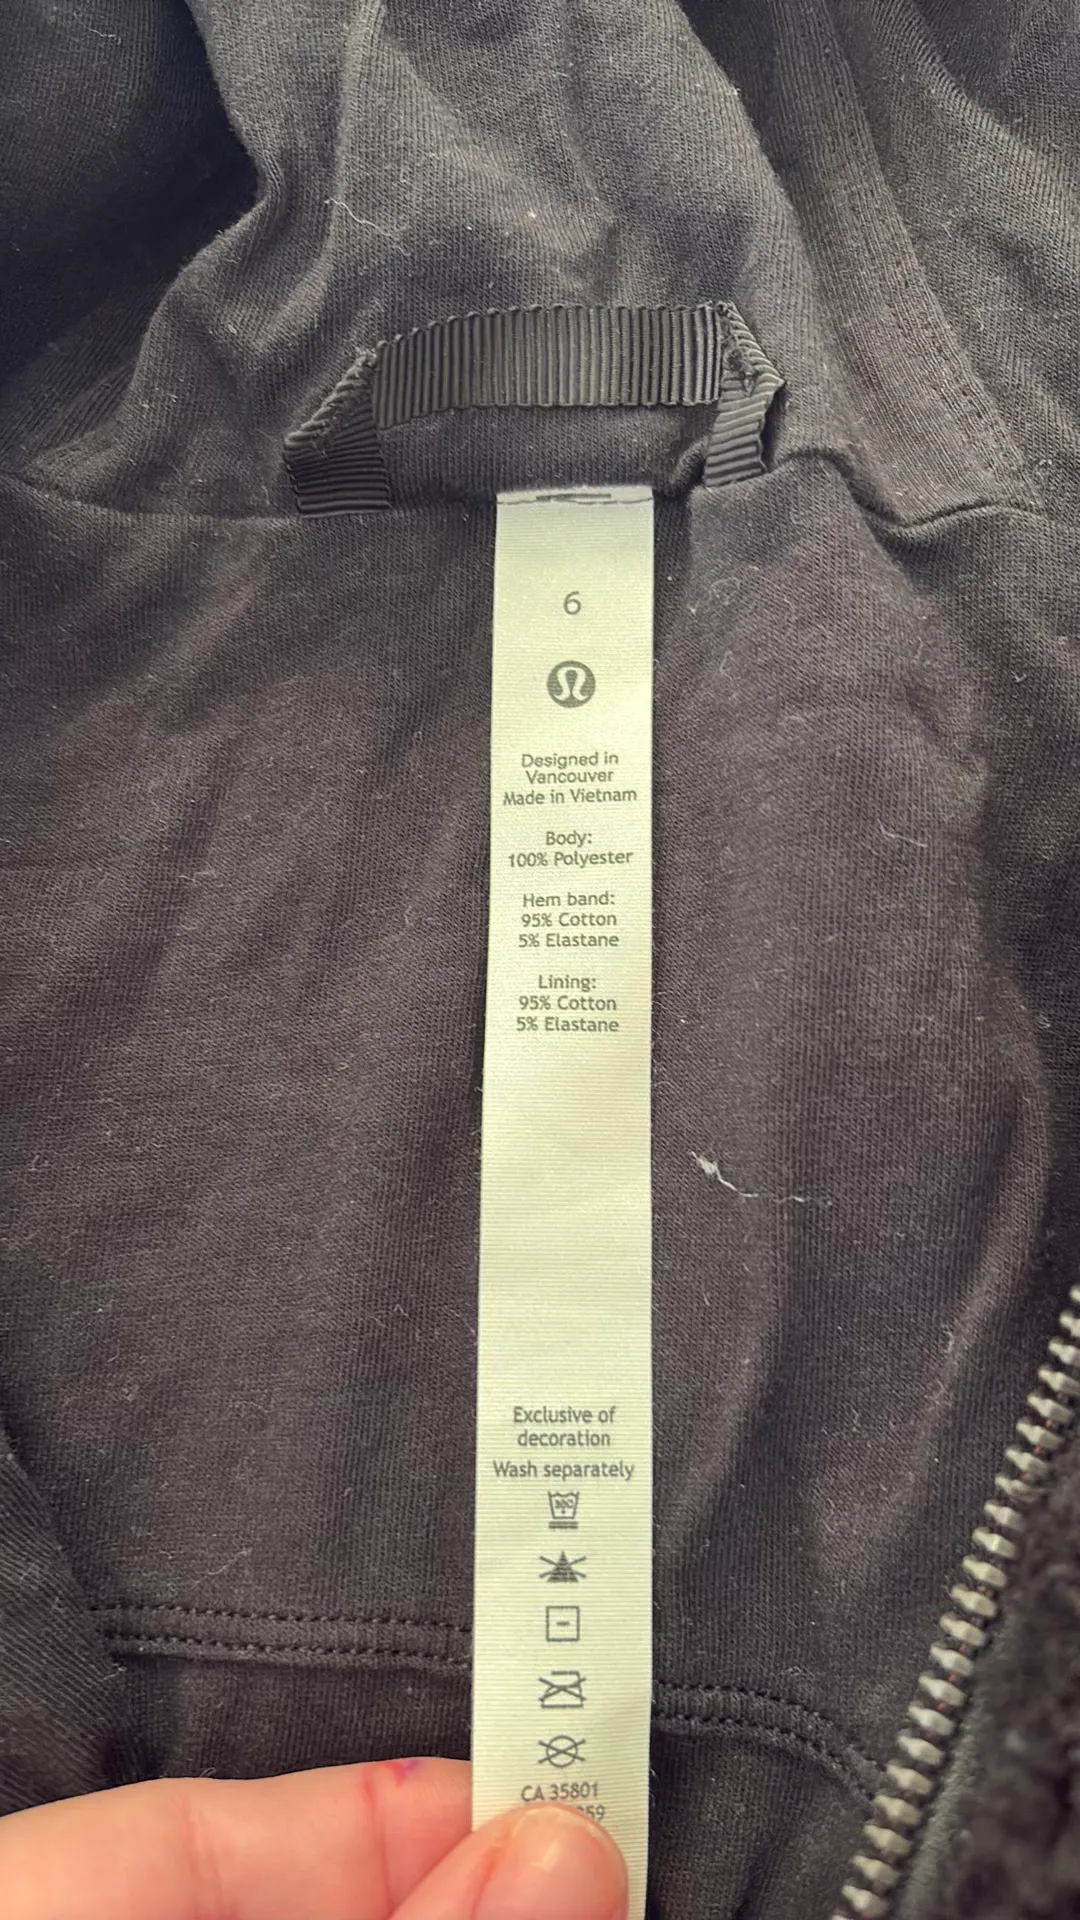 6
Designed in
Vancouver
Made in Vietnam
Body:
100% Polyester
Hem band:
95% Cotton
5% Elastane
Lining:
95% Cotton
5% Elastane
Exclusive of
decoration
Wash separately
CA 35801
59